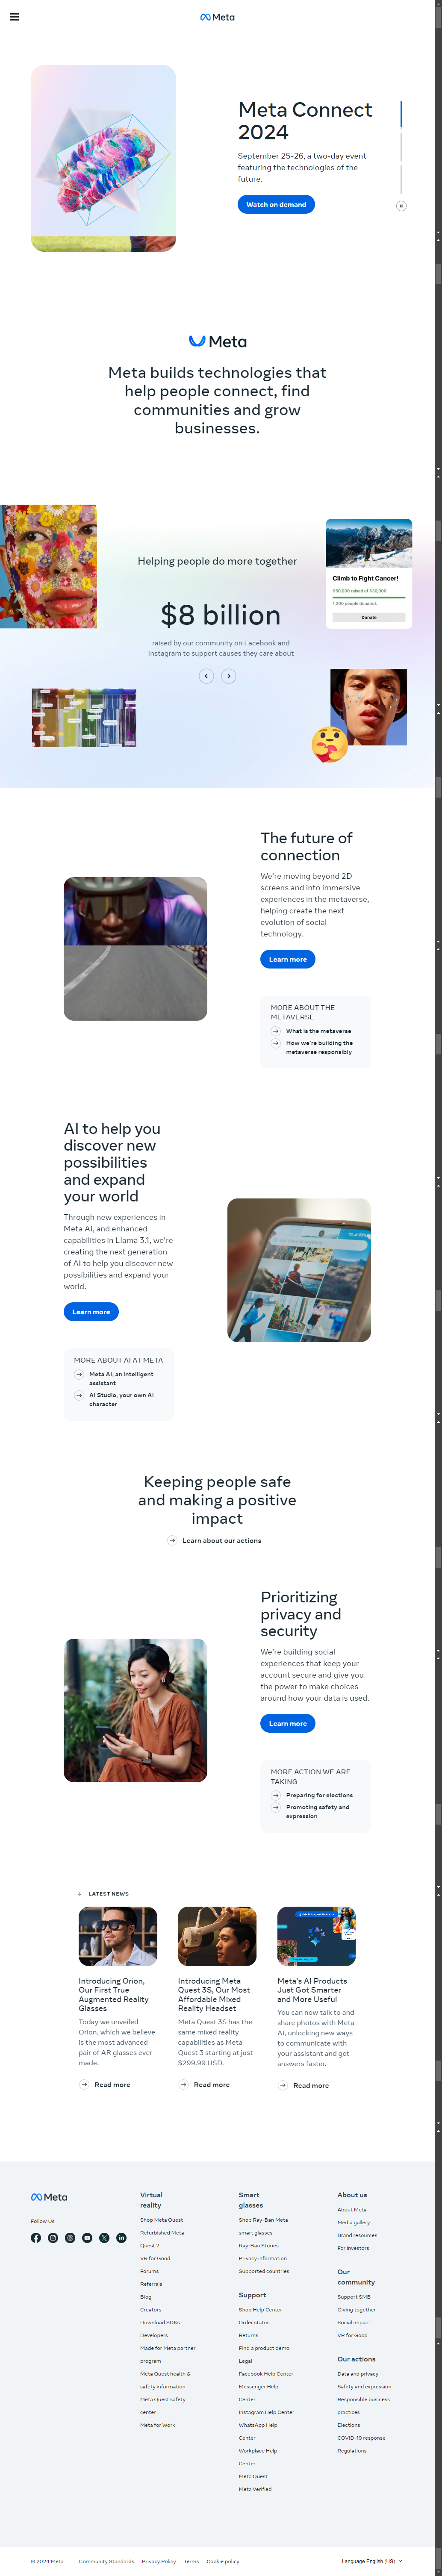 Meta
Meta Connect
2024
September 25-26, a two-day event
featuring the technologies of the
future.
Watch on demand
Meta
Meta builds technologies that
help people connect, find
communities and grow
businesses.
Helping people do more together
$8 billion
raised by our community on Facebook and
Instagram to support causes they care about
Climb to Fight Cancer!
Donate
The future of
connection
We're moving beyond 2D
screens and into immersive
experiences in the metaverse,
helping create the next
evolution of social
technology.
Learn more
MORE ABOUT THE
METAVERSE
What is the metaverse
How we're building the
metaverse responsibly
AI to help you
discover new
possibilities
and expand
your world
Through new experiences in
Meta AI, and enhanced
capabilities in Llama 3.1, we're
creating the next generation
of AI to help you discover new
possibilities and expand your
world.
Learn more
MORE ABOUT AI AT META
Meta AI, an intelligent
assistant
AI Studio, your own AI
character
Keeping people safe
and making a positive
impact
Learn about our actions
Prioritizing
privacy and
security
We're building social
experiences that keep your
account secure and give you
the power to make choices
around how your data is used.
Learn more
MORE ACTION WE ARE
TAKING
Preparing for elections
Promoting safety and
expression
LATEST NEWS
Introducing Orion,
Our First True
Augmented Reality
Glasses
Today we unveiled
Orion, which we believe
is the most advanced
pair of AR glasses ever
made.
Read more
Introducing Meta
Quest 3S, Our Most
Affordable Mixed
Reality Headset
Meta Quest 3S has the
same mixed reality
capabilities as Meta
Quest 3 starting at just
$299.99 USD.
Read more
Meta's AI Products
Just Got Smarter
and More Useful
You can now talk to and
share photos with Meta
AI, unlocking new ways
to communicate with
your assistant and get
answers faster.
Read more
Meta
Follow Us
Virtual
reality
Shop Meta Quest
Refurbished Meta
Quest 2
VR for Good
Forums
Referrals
Blog
Creators
Download SDKs
Developers
Made for Meta partner
program
Meta Quest health &
safety information
Meta Quest safety
center
Meta for Work
Smart
glasses
Shop Ray-Ban Meta
smart glasses
Ray-Ban Stories
Privacy information
Supported countries
Support
Shop Help Center
Order status
Returns
Find a product demo
Legal
Facebook Help Center
Messenger Help
Center
Instagram Help Center
WhatsApp Help
Center
Workplace Help
Center
Meta Quest
Meta Verified
About us
About Meta
Media gallery
Brand resources
For investors
Our
community
Support SMB
Giving together
Social impact
VR for Good
Our actions
Data and privacy
Safety and expression
Responsible business
practices
Elections
COVID-19 response
Regulations
© 2024 Meta
Community Standards
Privacy Policy
Terms
Cookie policy
Language English (US)